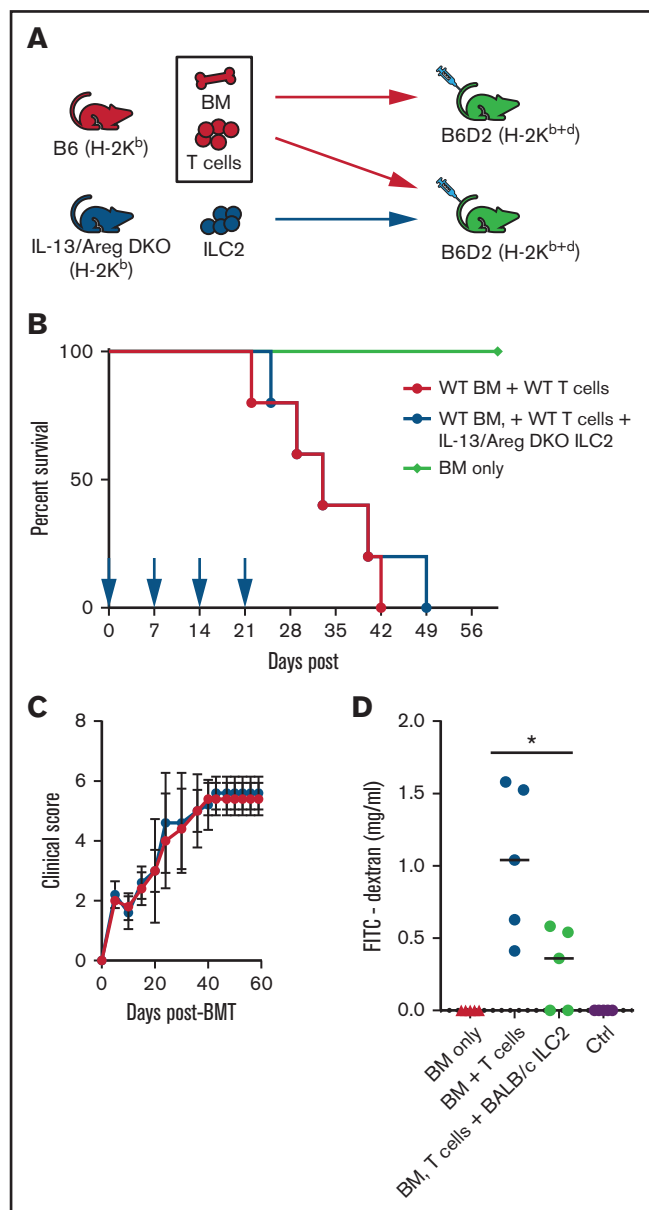 A
BM
T cells
B6 (H-2Kb)
IL-13/Areg DKO
(H-2Kb)
ILC2
B6D2 (H-2Kb+d)
B6D2 (H-2Kb+d)
B
100
50
0
Percent survival
0 7 14 21 28 35 42 49 56
Days post
WT BM + WT T cells
WT BM, + WT T cells +
IL-13/Areg DKO ILC2
BM only
C
8
6
4
2
0
Clinical score
0 20 40 60
Days post-BMT
D
2.0
1.5
1.0
0.5
0.0
FITC - dextran (mg/ml)
*
BM only
BM + T cells
BM, T cells + BALB/c ILC2
Ctrl